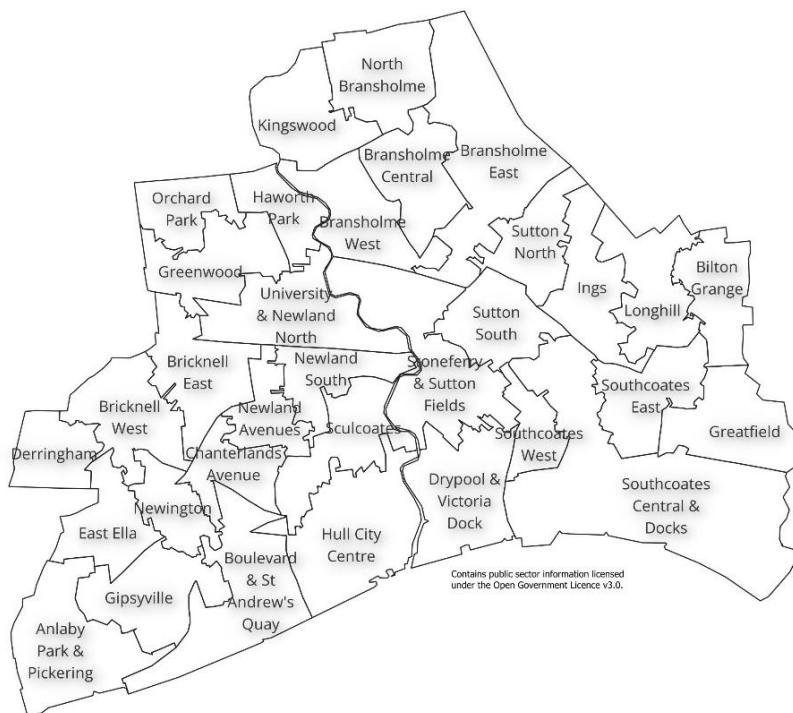 North
Bransholme
Kingswood
Bransholme
Central
Bransholme
East
Orchard
Park
Haworth
Park
Bransholme
West
Sutton
North
Greenwood
Ings
Longhill
Bilton
Grange
University
& Newland
North
Sutton
South
Bricknell
East
Newland
South
Stoneferry
& Sutton
Fields
Southcoates
East
Bricknell
West
Newland
Avenues
Sculcoates
Southcoates
West
Greatfield
Derringham
Chanterlands
Avenue
Drypool &
Victoria
Dock
Southcoates
Central &
Docks
Newington
East Ella
Hull City
Centre
Boulevard
& St
Andrew's
Quay
Gipsyville
Anlaby
Park &
Pickering
Contains public sector information licensed
under the Open Government Licence v3.0.